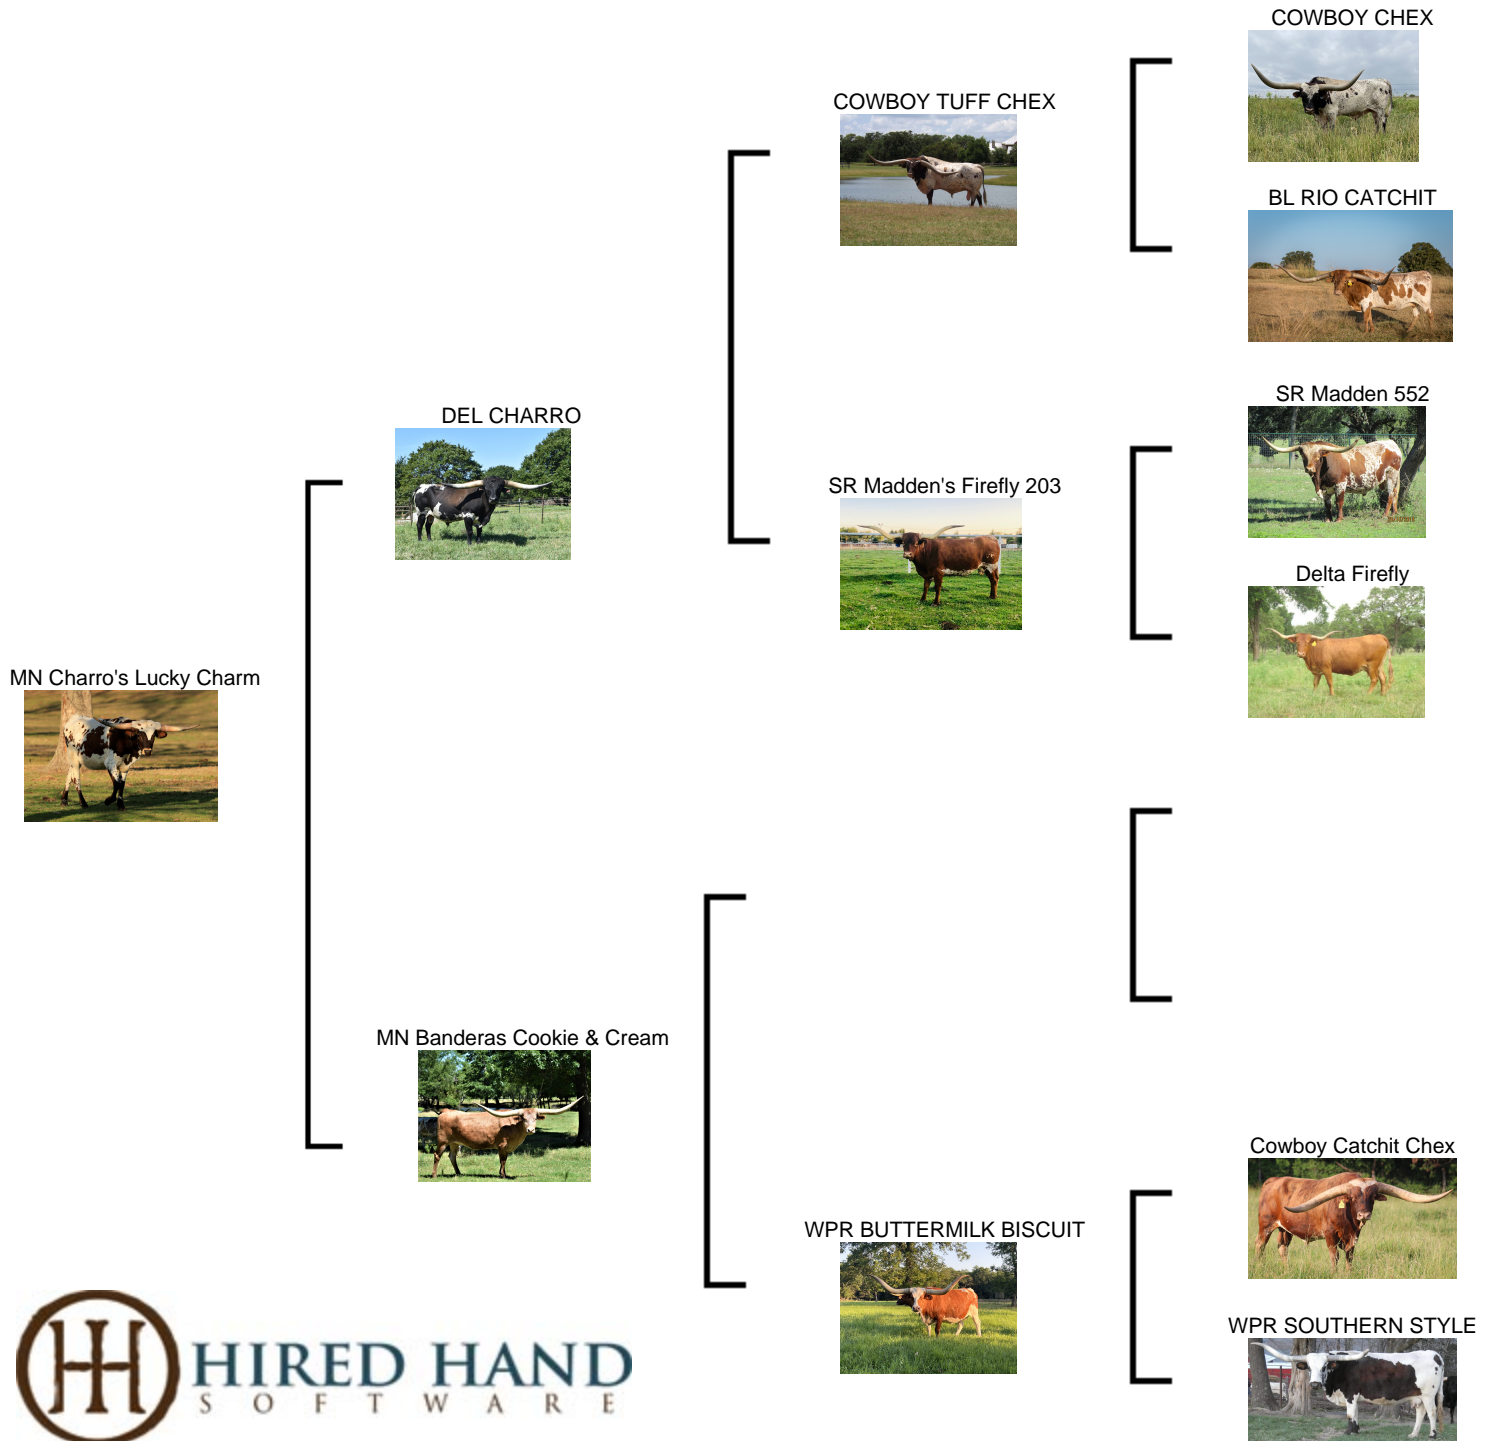 COWBOY CHEX
COWBOY TUFF CHEX
BL RIO CATCHIT
SR Madden 552
DEL CHARRO
SR Madden's Firefly 203
Delta Firefly
MN Charro's Lucky Charm
MN Banderas Cookie & Cream
Cowboy Catchit Chex
WPR BUTTERMILK BISCUIT
WPR SOUTHERN STYLE
HIRED HAND
SOFTWARE